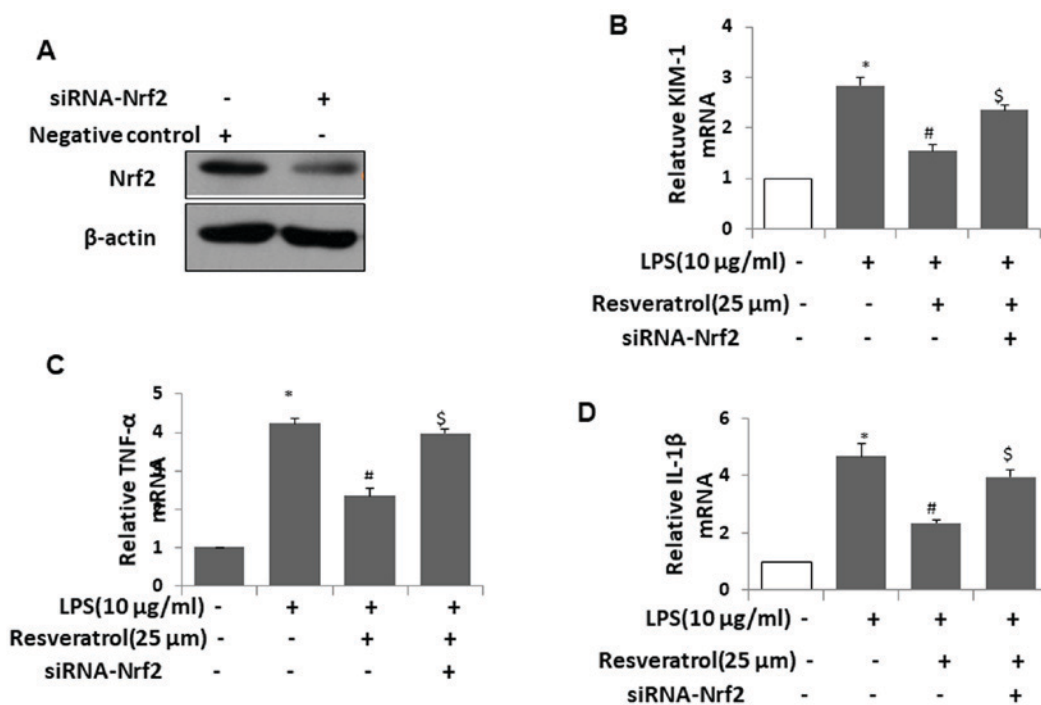 A
siRNA-Nrf2 - +
Negative control + -
Nrf2
β-actin
B
Relatuve KIM-1
mRNA
4
3
2
1
0
*
#
$
LPS(10 µg/ml) - + + +
Resveratrol(25 µm) - - + +
siRNA-Nrf2 - - - +
C
Relative TNF-α
mRNA
5
4
1
0
*
#
$
LPS(10 µg/ml) - + + +
Resveratrol(25 µm) - - + +
siRNA-Nrf2 - - - +
D
Relative IL-1β
mRNA
6
4
2
0
*
#
$
LPS(10 µg/ml) - + + +
Resveratrol(25 µm) - - + +
siRNA-Nrf2 - - - +